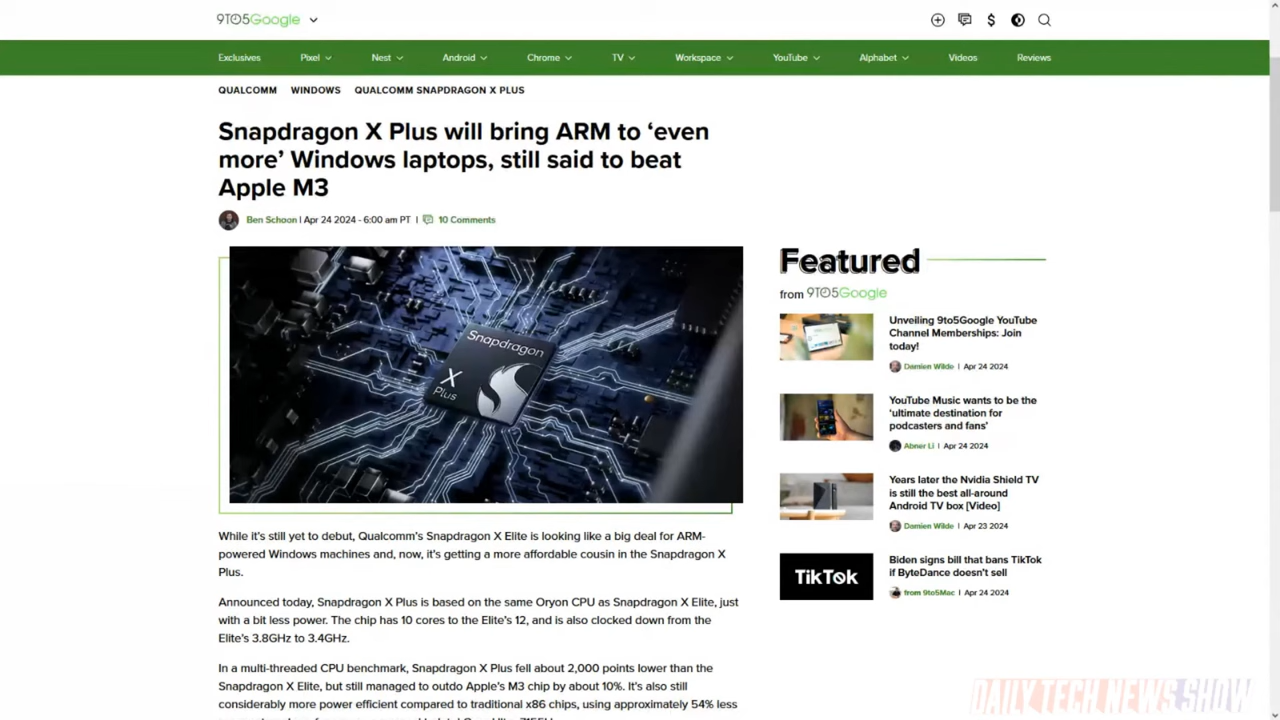 9TO5Google
Exclusives Pixel Nest Android Chrome TV Workspace YouTube Alphabet Videos Reviews
QUALCOMM WINDOWS QUALCOMM SNAPDRAGON X PLUS
Snapdragon X Plus will bring ARM to ‘even
more’ Windows laptops, still said to beat
Apple M3
Ben Schoon | Apr 24 2024 - 6:00 am PT | 10 Comments
Snapdragon
X
Plus
While it’s still yet to debut, Qualcomm’s Snapdragon X Elite is looking like a big deal for ARM-
powered Windows machines and, now, it’s getting a more affordable cousin in the Snapdragon X
Plus.
Announced today, Snapdragon X Plus is based on the same Oryon CPU as Snapdragon X Elite, just
with a bit less power. The chip has 10 cores to the Elite’s 12, and is also clocked down from the
Elite’s 3.8GHz to 3.4GHz.
In a multi-threaded CPU benchmark, Snapdragon X Plus fell about 2,000 points lower than the
Snapdragon X Elite, but still managed to outdo Apple’s M3 chip by about 10%. It’s also still
considerably more power efficient compared to traditional x86 chips, using approximately 54% less
Featured
from 9TO5Google
Unveiling 9to5Google YouTube
Channel Memberships: Join
today!
Damien Wilde | Apr 24 2024
YouTube Music wants to be the
‘ultimate destination for
podcasters and fans’
Abner Li | Apr 24 2024
Years later the Nvidia Shield TV
is still the best all-around
Android TV box [Video]
Damien Wilde | Apr 23 2024
TikTok
Biden signs bill that bans TikTok
if ByteDance doesn’t sell
from 9to5Mac | Apr 24 2024
DAILY TECH NEWS SHOW